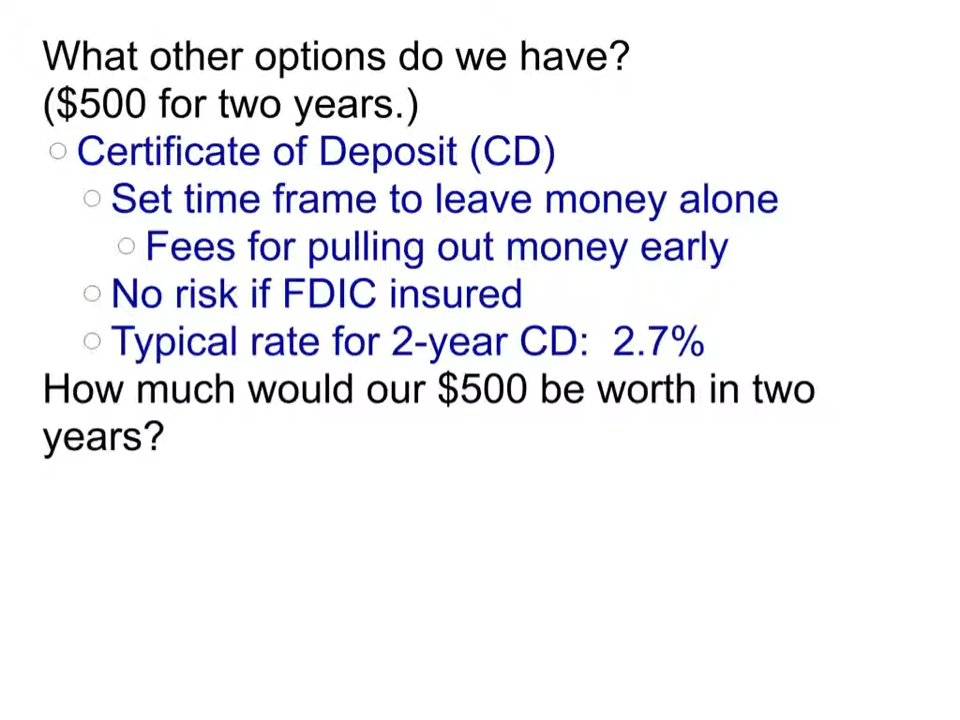 What other options do we have?
($500 for two years.)
Certificate of Deposit (CD)
Set time frame to leave money alone
Fees for pulling out money early
No risk if FDIC insured
Typical rate for 2-year CD:  2.7%
How much would our $500 be worth in two
years?